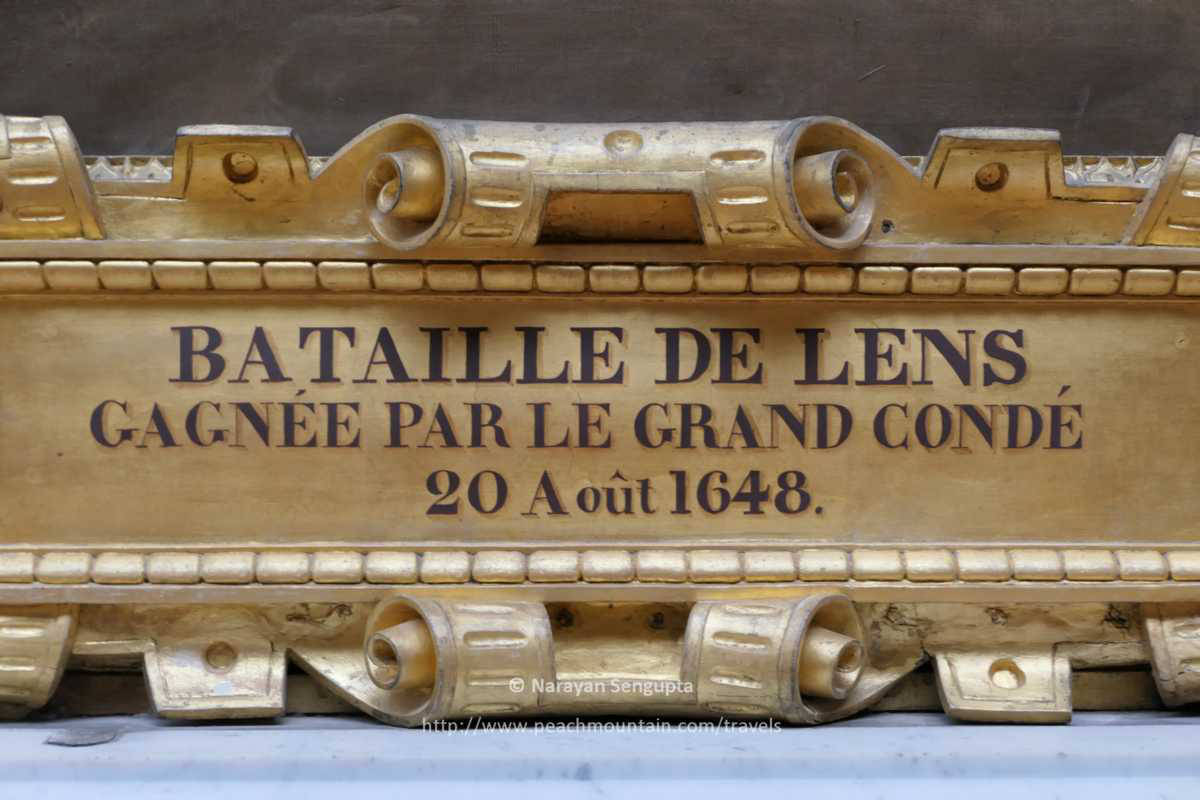 BATAILLE DE LENS
GAGNÉE PAR LE GRAND CONDÉ
20 Août 1648.
© Narayan Sengupta
http://www.peachmountain.com/travels